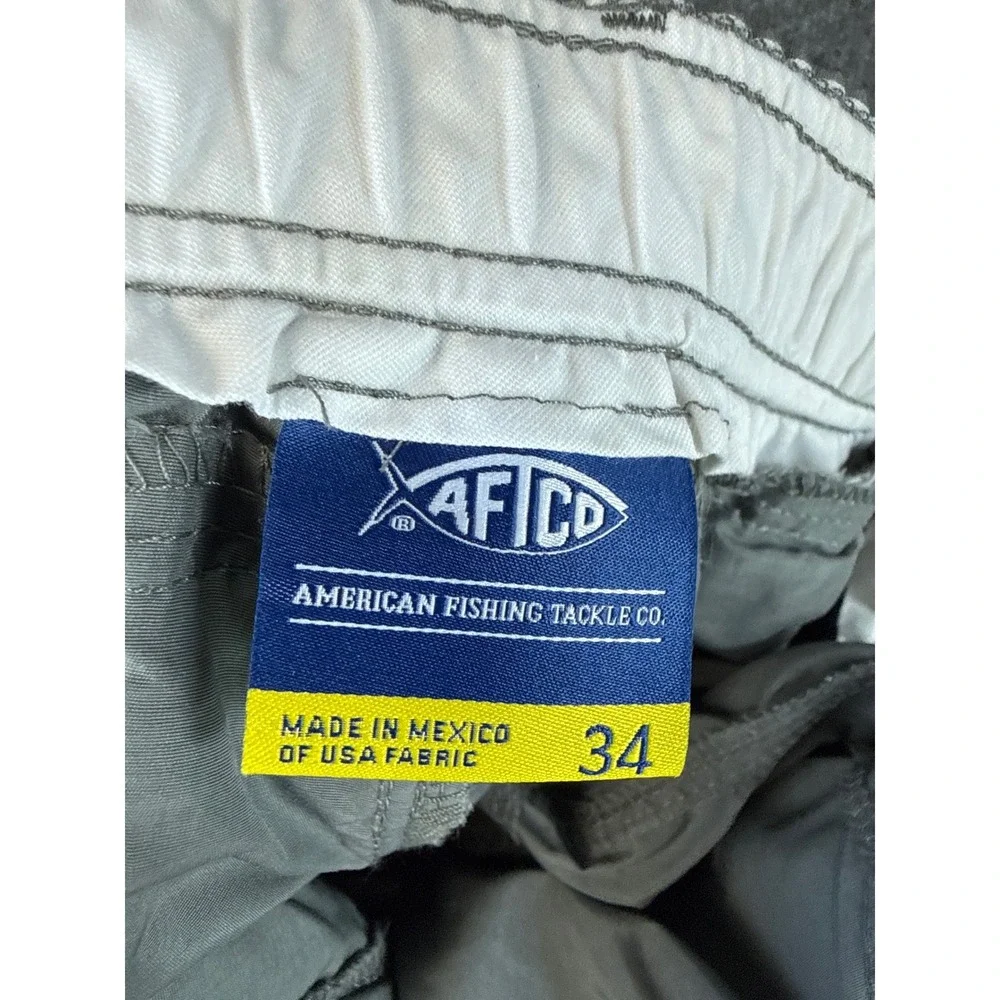 AFTCO
®
AMERICAN FISHING TACKLE CO.
MADE IN MEXICO
OF USA FABRIC
34